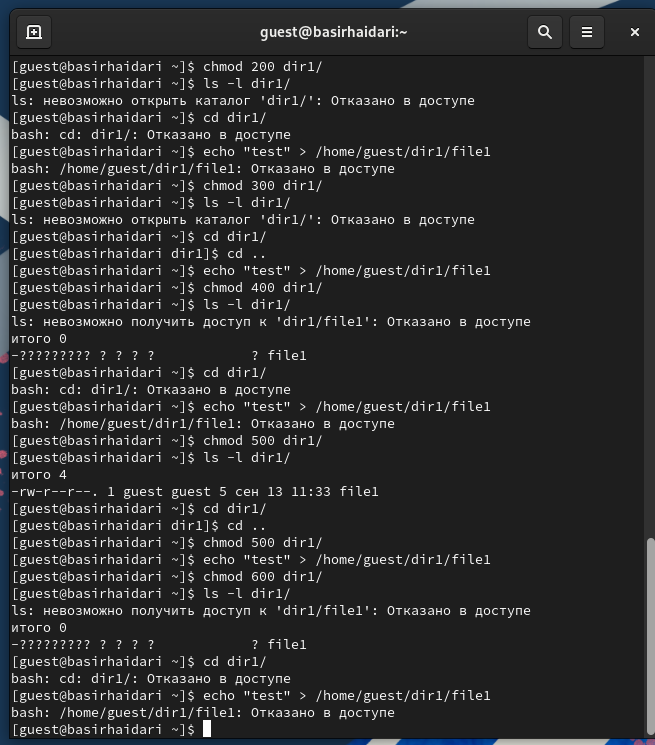 guest@basirhaidari:~
[guest@basirhaidari ~]$ chmod 200 dir1/
[guest@basirhaidari ~]$ ls -l dir1/
ls: невозможно открыть каталог 'dir1/': Отказано в доступе
[guest@basirhaidari ~]$ cd dir1/
bash: cd: dir1/: Отказано в доступе
[guest@basirhaidari ~]$ echo "test" > /home/guest/dir1/file1
bash: /home/guest/dir1/file1: Отказано в доступе
[guest@basirhaidari ~]$ chmod 300 dir1/
[guest@basirhaidari ~]$ ls -l dir1/
ls: невозможно открыть каталог 'dir1/': Отказано в доступе
[guest@basirhaidari ~]$ cd dir1/
[guest@basirhaidari dir1]$ cd ..
[guest@basirhaidari ~]$ echo "test" > /home/guest/dir1/file1
[guest@basirhaidari ~]$ chmod 400 dir1/
[guest@basirhaidari ~]$ ls -l dir1/
ls: невозможно получить доступ к 'dir1/file1': Отказано в доступе
итого 0
-????????? ? ? ? ?            ? file1
[guest@basirhaidari ~]$ cd dir1/
bash: cd: dir1/: Отказано в доступе
[guest@basirhaidari ~]$ echo "test" > /home/guest/dir1/file1
bash: /home/guest/dir1/file1: Отказано в доступе
[guest@basirhaidari ~]$ chmod 500 dir1/
[guest@basirhaidari ~]$ ls -l dir1/
итого 4
-rw-r--r--. 1 guest guest 5 сен 13 11:33 file1
[guest@basirhaidari ~]$ cd dir1/
[guest@basirhaidari dir1]$ cd ..
[guest@basirhaidari ~]$ chmod 500 dir1/
[guest@basirhaidari ~]$ echo "test" > /home/guest/dir1/file1
[guest@basirhaidari ~]$ chmod 600 dir1/
[guest@basirhaidari ~]$ ls -l dir1/
ls: невозможно получить доступ к 'dir1/file1': Отказано в доступе
итого 0
-????????? ? ? ? ?            ? file1
[guest@basirhaidari ~]$ cd dir1/
bash: cd: dir1/: Отказано в доступе
[guest@basirhaidari ~]$ echo "test" > /home/guest/dir1/file1
bash: /home/guest/dir1/file1: Отказано в доступе
[guest@basirhaidari ~]$